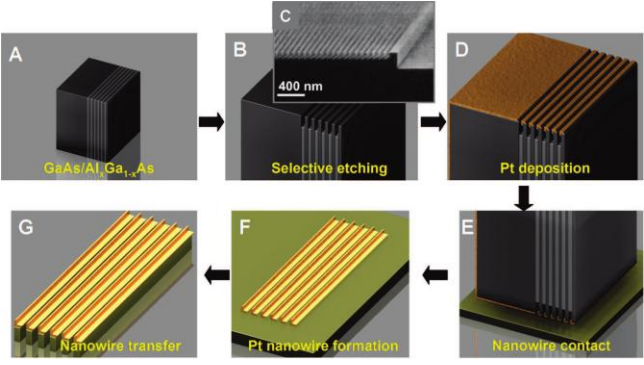 A
GaAs/AlxGa1-xAs
B
Selective etching
C
400 nm
D
Pt deposition
E
Nanowire contact
F
Pt nanowire formation
G
Nanowire transfer